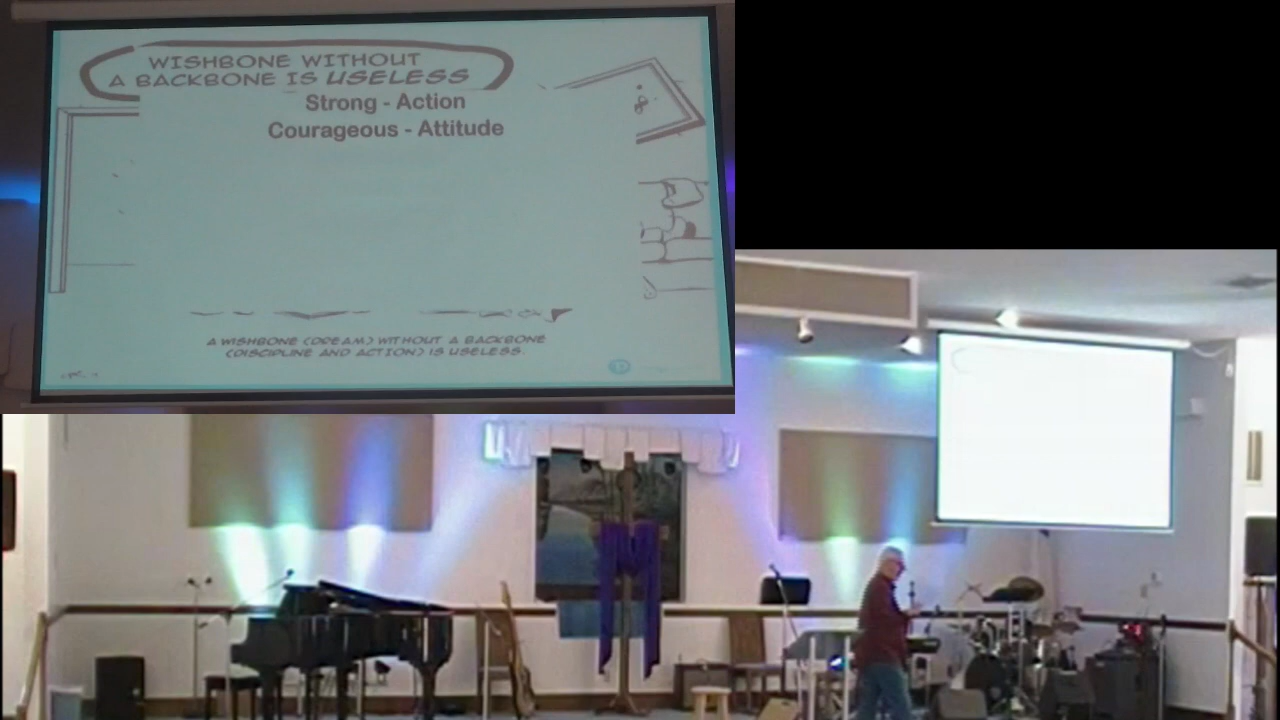 WISHBONE WITHOUT
A BACKBONE IS USELESS
Strong - Action
Courageous - Attitude
A WISHBONE (DREAM) WITHOUT A BACKBONE
(DISCIPLINE AND ACTION) IS USELESS.